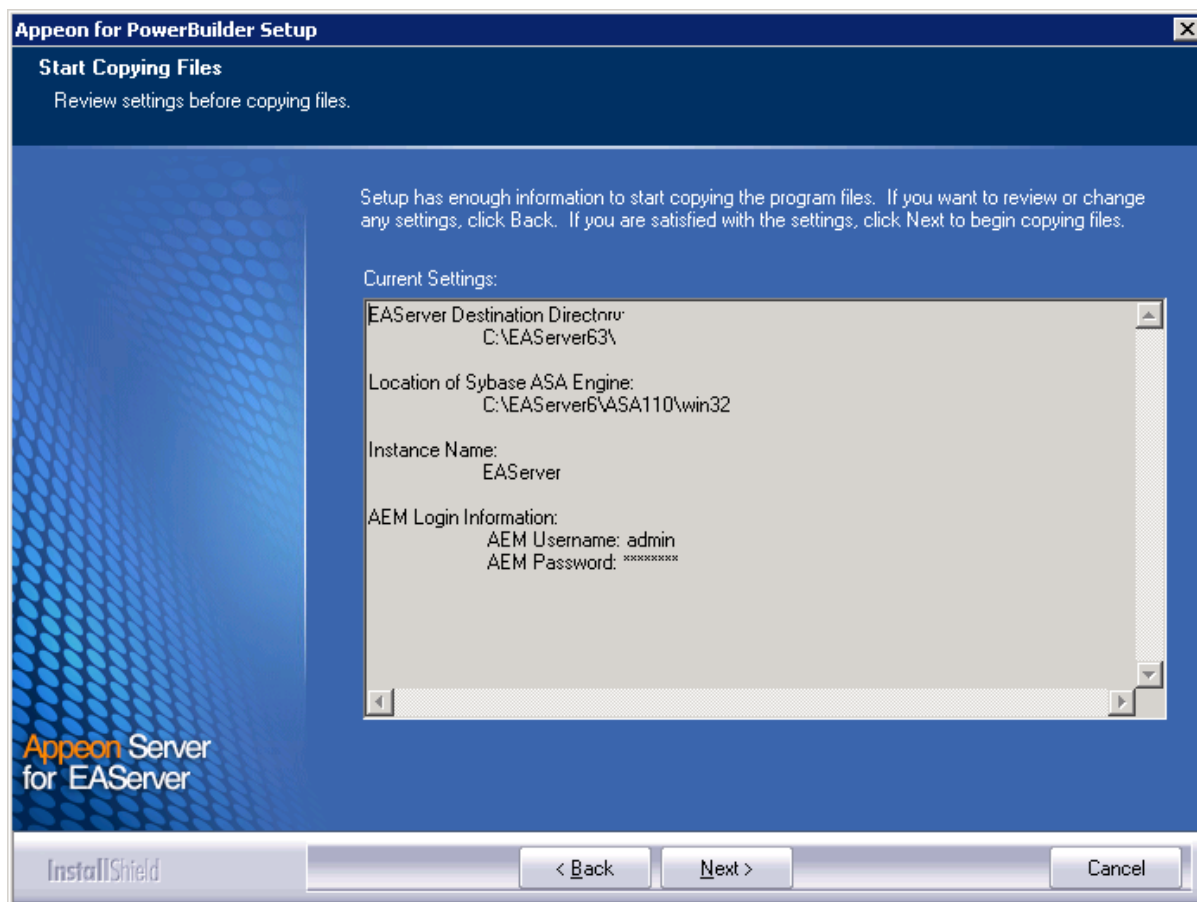 Appeon for PowerBuilder Setup
Start Copying Files
Review settings before copying files.
Setup has enough information to start copying the program files. If you want to review or change
any settings, click Back. If you are satisfied with the settings, click Next to begin copying files.
Current Settings:
EAServer Destination Directory:
C:\EAServer63\
Location of Sybase ASA Engine:
C:\EAServer6\ASA110\win32
Instance Name:
EAServer
AEM Login Information:
AEM Username: admin
AEM Password: ********
Appeon Server
for EAServer
InstallShield
< Back
Next >
Cancel